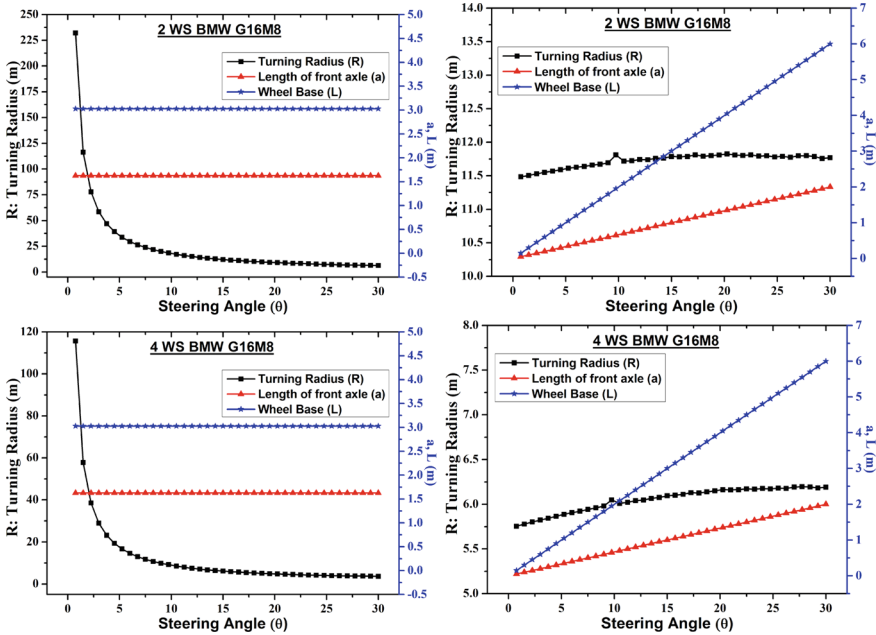 2 WS BMW G16M8
Turning Radius (R)
Length of front axle (a)
Wheel Base (L)
R: Turning Radius (m)
250
225
200
175
150
125
100
75
50
25
0
5.0
4.5
4.0
3.5
3.0
2.5
2.0
1.5
1.0
0.5
0.0
-0.5
a, L (m)
0 5 10 15 20 25 30
Steering Angle (θ)
2 WS BMW G16M8
Turning Radius (R)
Length of front axle (a)
Wheel Base (L)
R: Turning Radius (m)
14.0
13.5
13.0
12.5
11.75
11.5
11.0
10.5
10.0
7
6
5
4
3
2
1
0
a, L (m)
0 5 10 15 20 25 30
Steering Angle (θ)
4 WS BMW G16M8
Turning Radius (R)
Length of front axle (a)
Wheel Base (L)
R: Turning Radius (m)
120
100
80
60
40
20
0
5.0
4.5
4.0
3.5
3.0
2.5
2.0
1.5
1.0
0.5
0.0
-0.5
a, L (m)
0 5 10 15 20 25 30
Steering Angle (θ)
4 WS BMW G16M8
Turning Radius (R)
Length of front axle (a)
Wheel Base (L)
R: Turning Radius (m)
8.0
7.5
7.0
6.5
6.0
5.5
5.0
7
6
5
4
3
2
1
0
a, L (m)
0 5 10 15 20 25 30
Steering Angle (θ)